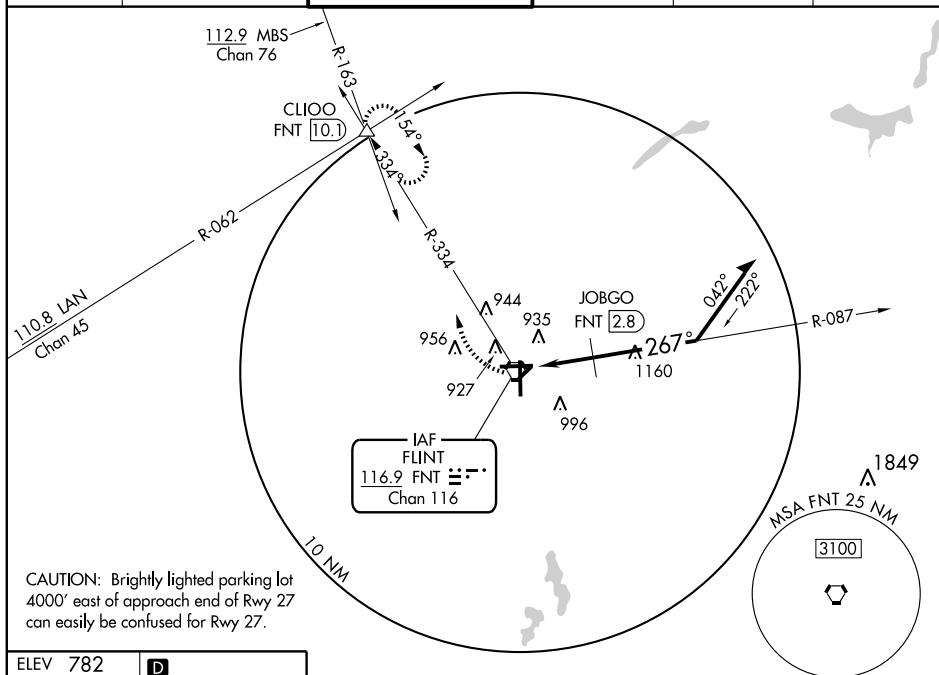 112.9 MBS
Chan 76
R-163
CLIOO
FNT 10.1
154°
334°
R-062
R-334
110.8 LAN
Chan 45
944
935
956
927
JOBGO
FNT 2.8
042°
222°
R-087
267°
1160
996
IAF
FLINT
116.9 FNT
Chan 116
1849
MSA FNT 25 NM
3100
10 NM
CAUTION: Brightly lighted parking lot
4000' east of approach end of Rwy 27
can easily be confused for Rwy 27.
ELEV 782
D